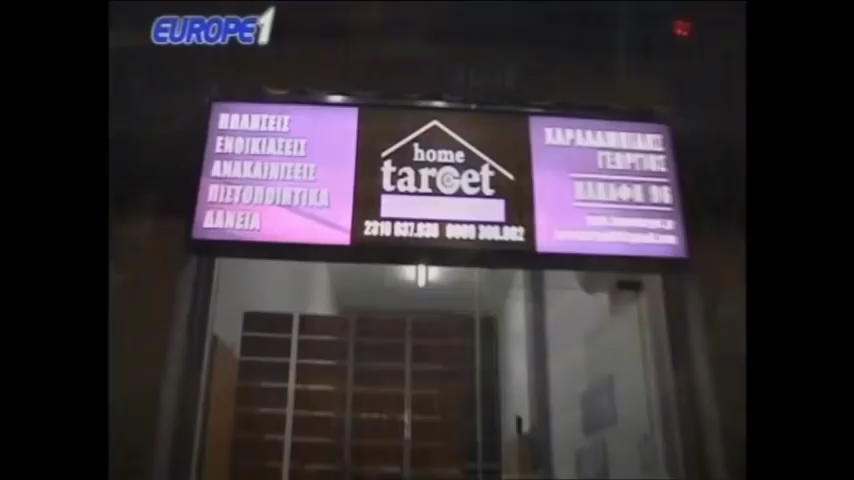 EUROPE 1
ΠΩΛΗΣΕΙΣ
ΕΝΟΙΚΙΑΣΕΙΣ
ΑΝΑΚΑΙΝΙΣΕΙΣ
ΠΙΣΤΟΠΟΙΗΤΙΚΑ
ΔΑΝΕΙΑ
home
target
ΧΑΡΑΛΑΜΠΙΔΗΣ
ΓΕΩΡΓΙΟΣ